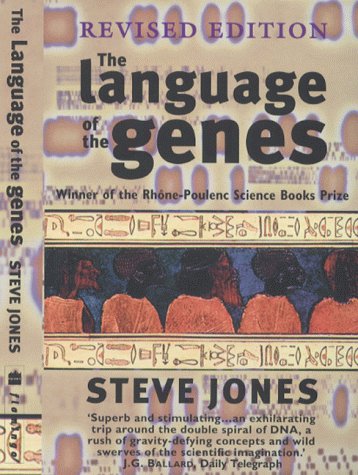 The Language of the genes STEVE JONES flamingo
REVISED EDITION
The
language
of
the genes
Winner of the Rhône-Poulenc Science Books Prize
STEVE JONES
'Superb and stimulating...an exhilarating
trip around the double spiral of DNA, a
rush of gravity-defying concepts and wild
swerves of the scientific imagination.'
J.G. BALLARD, Daily Telegraph